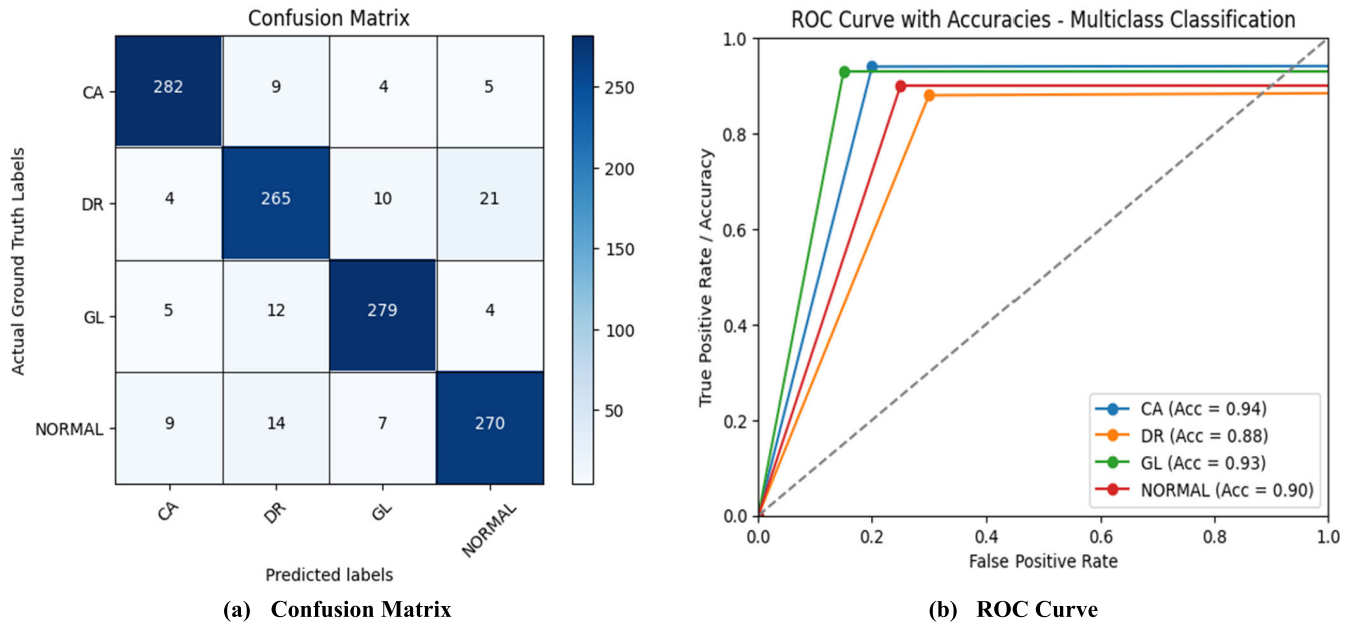 Confusion Matrix
Actual Ground Truth Labels
CA
DR
GL
NORMAL
282 9 4 5
4 265 10 21
5 12 279 4
9 14 7 270
CA DR GL NORMAL
Predicted labels
250
200
150
100
50
(a) Confusion Matrix
ROC Curve with Accuracies - Multiclass Classification
True Positive Rate / Accuracy
1.0
0.8
0.6
0.4
0.2
0.0
0.0 0.2 0.4 0.6 0.8 1.0
False Positive Rate
CA (Acc = 0.94)
DR (Acc = 0.88)
GL (Acc = 0.93)
NORMAL (Acc = 0.90)
(b) ROC Curve